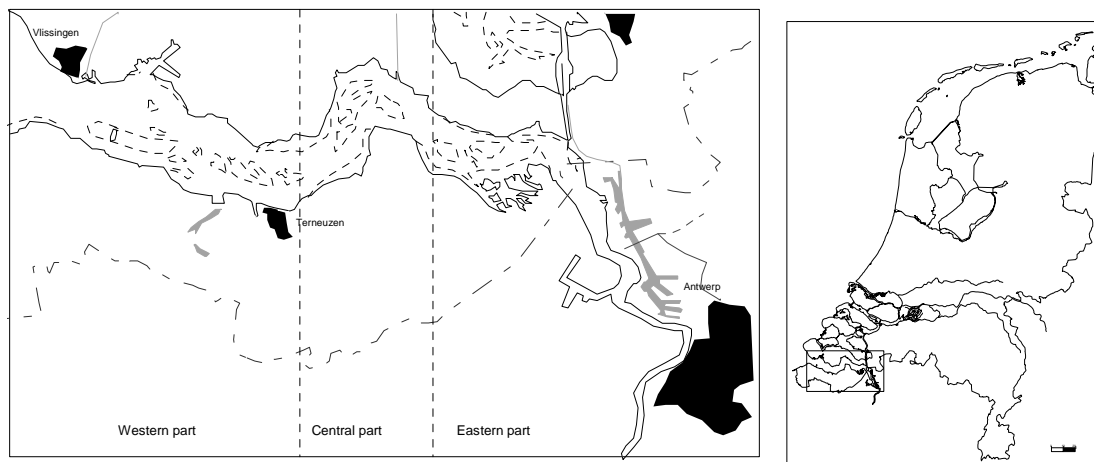 Vlissingen
Terneuzen
Antwerp
Western part
Central part
Eastern part